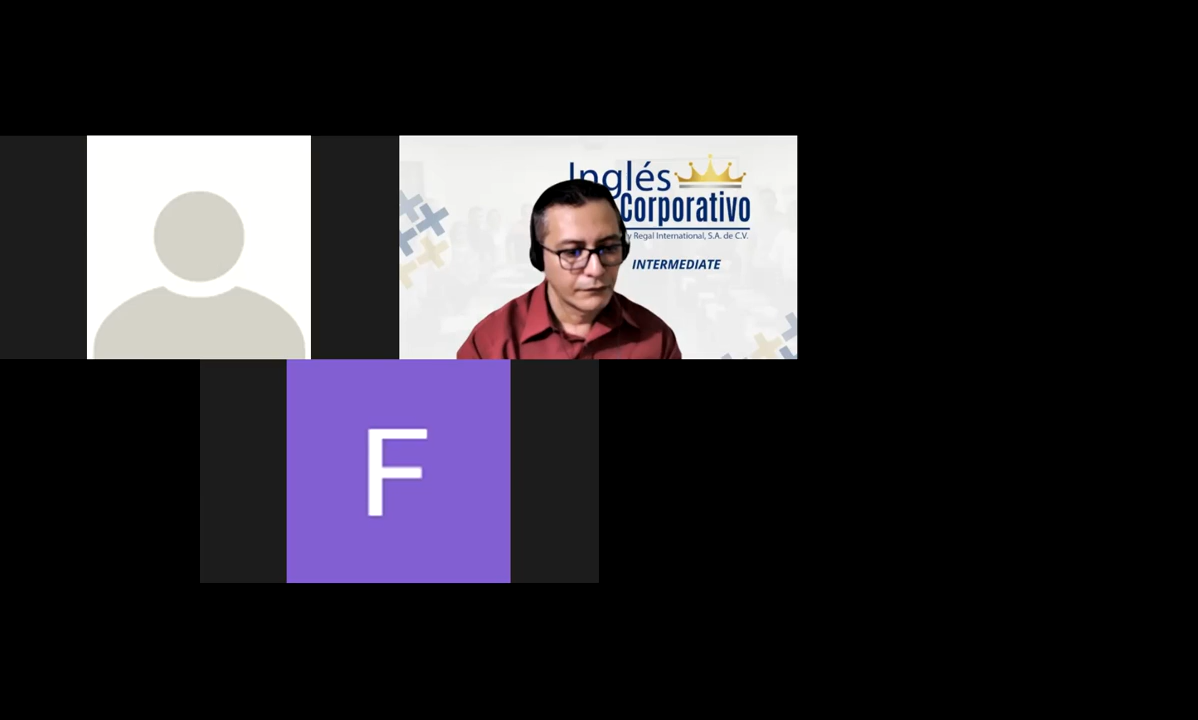 Inglés
Corporativo
y Regal International, S.A. de C.V.
INTERMEDIATE
F